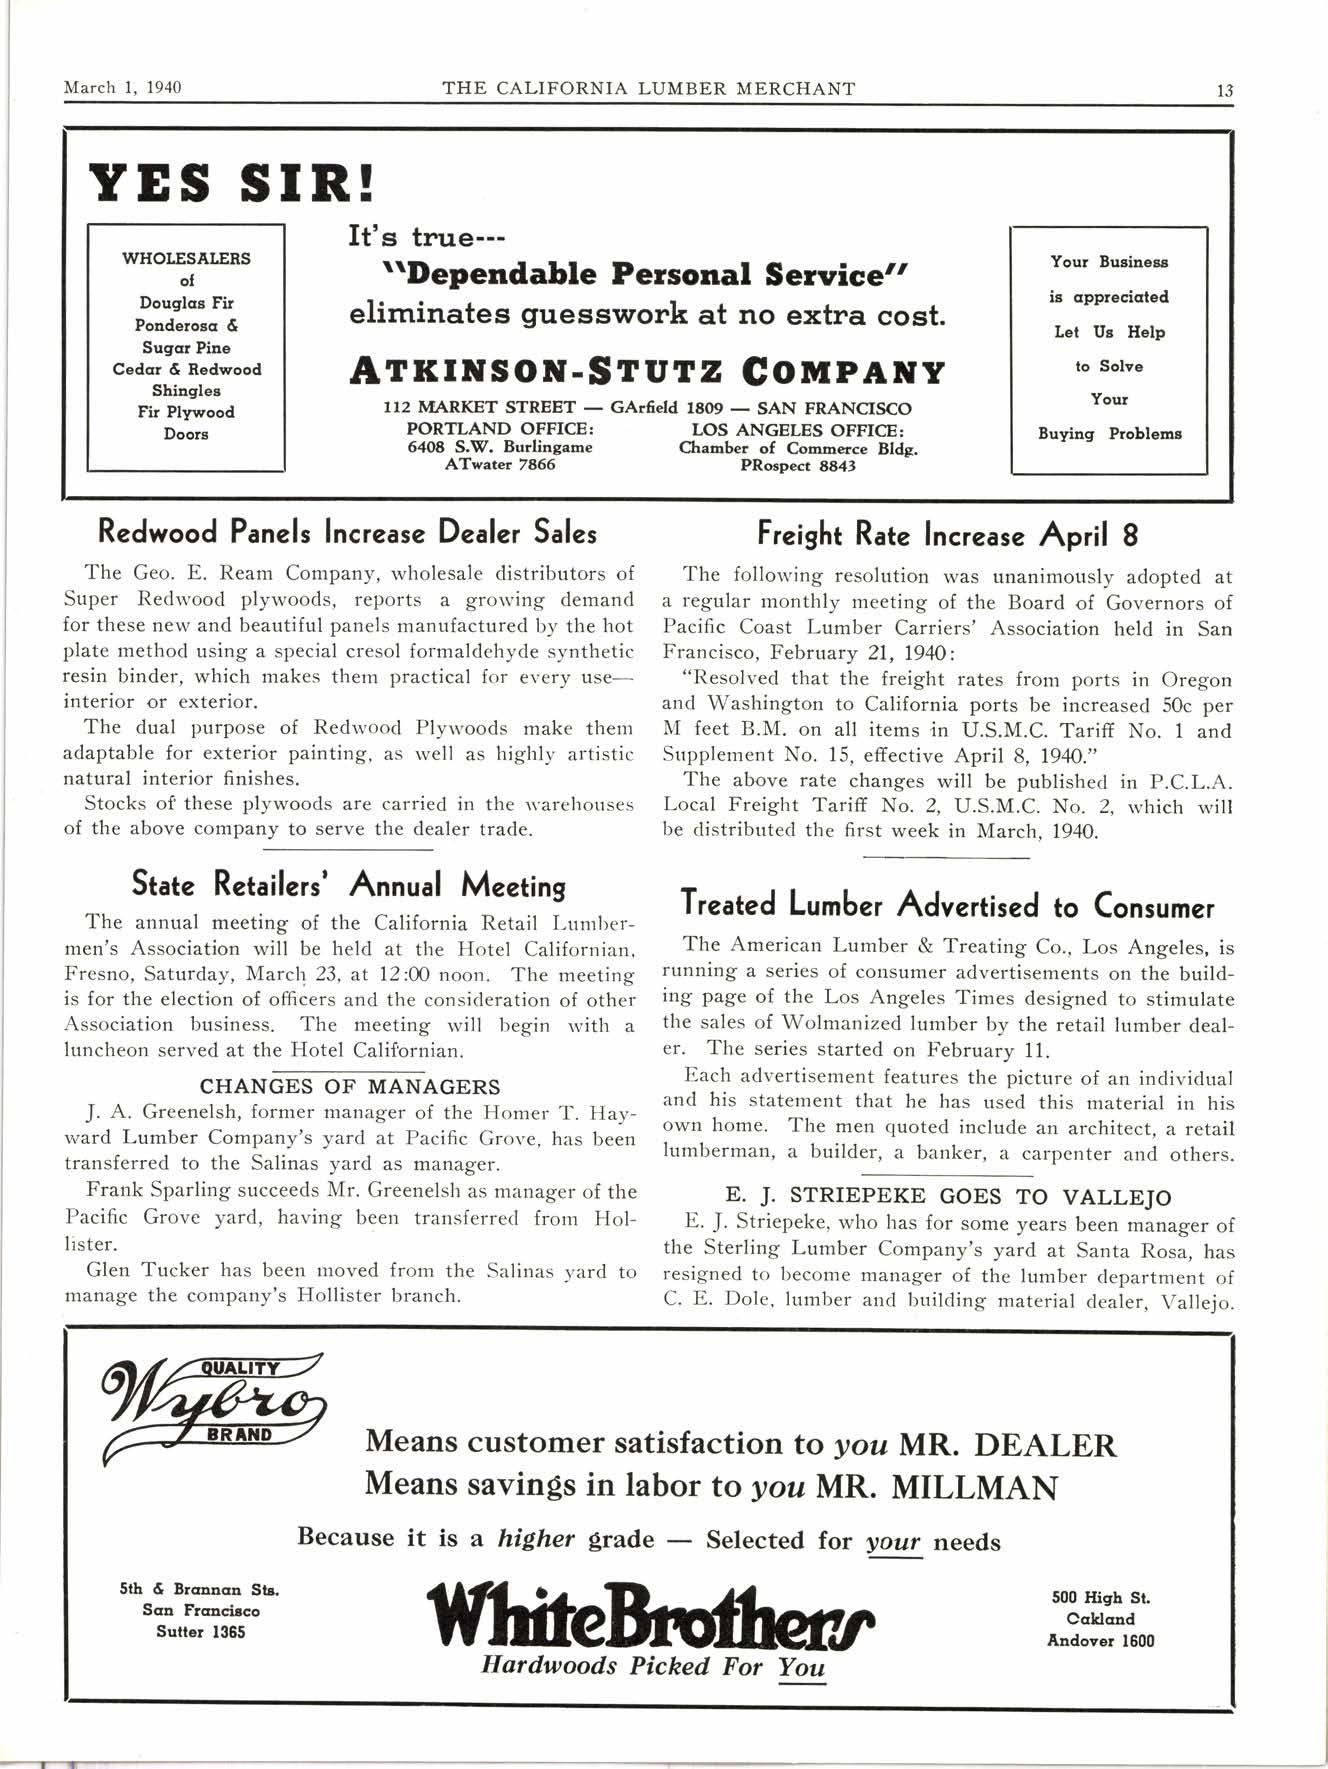 March 1, 1940
THE CALIFORNIA LUMBER MERCHANT
13
YES SIR!
WHOLESALERS
of
Douglas Fir
Ponderosa &
Sugar Pine
Cedar & Redwood
Shingles
Fir Plywood
Doors
It's true---
"Dependable Personal Service"
eliminates guesswork at no extra cost.
ATKINSON-STUTZ COMPANY
112 MARKET STREET — GArfield 1809 — SAN FRANCISCO
PORTLAND OFFICE:
6408 S.W. Burlingame
ATwater 7866
LOS ANGELES OFFICE:
Chamber of Commerce Bldg.
PRospect 8843
Your Business
is appreciated
Let Us Help
to Solve
Your
Buying Problems
Redwood Panels Increase Dealer Sales
The Geo. E. Ream Company, wholesale distributors of
Super Redwood plywoods, reports a growing demand
for these new and beautiful panels manufactured by the hot
plate method using a special cresol formaldehyde synthetic
resin binder, which makes them practical for every use—
interior or exterior.
The dual purpose of Redwood Plywoods make them
adaptable for exterior painting, as well as highly artistic
natural interior finishes.
Stocks of these plywoods are carried in the warehouses
of the above company to serve the dealer trade.
State Retailers' Annual Meeting
The annual meeting of the California Retail Lumber-
men's Association will be held at the Hotel Californian,
Fresno, Saturday, March 23, at 12:00 noon. The meeting
is for the election of officers and the consideration of other
Association business. The meeting will begin with a
luncheon served at the Hotel Californian.
CHANGES OF MANAGERS
J. A. Greenelsh, former manager of the Homer T. Hay-
ward Lumber Company's yard at Pacific Grove, has been
transferred to the Salinas yard as manager.
Frank Sparling succeeds Mr. Greenelsh as manager of the
Pacific Grove yard, having been transferred from Hol-
lister.
Glen Tucker has been moved from the Salinas yard to
manage the company's Hollister branch.
Freight Rate Increase April 8
The following resolution was unanimously adopted at
a regular monthly meeting of the Board of Governors of
Pacific Coast Lumber Carriers' Association held in San
Francisco, February 21, 1940:
"Resolved that the freight rates from ports in Oregon
and Washington to California ports be increased 50c per
M feet B.M. on all items in U.S.M.C. Tariff No. 1 and
Supplement No. 15, effective April 8, 1940."
The above rate changes will be published in P.C.L.A.
Local Freight Tariff No. 2, U.S.M.C. No. 2, which will
be distributed the first week in March, 1940.
Treated Lumber Advertised to Consumer
The American Lumber & Treating Co., Los Angeles, is
running a series of consumer advertisements on the build-
ing page of the Los Angeles Times designed to stimulate
the sales of Wolmanized lumber by the retail lumber deal-
er. The series started on February 11.
Each advertisement features the picture of an individual
and his statement that he has used this material in his
own home. The men quoted include an architect, a retail
lumberman, a builder, a banker, a carpenter and others.
E. J. STRIEPEKE GOES TO VALLEJO
E. J. Striepeke, who has for some years been manager of
the Sterling Lumber Company's yard at Santa Rosa, has
resigned to become manager of the lumber department of
C. E. Dole, lumber and building material dealer, Vallejo.
QUALITY
Wybro
BRAND
Means customer satisfaction to you MR. DEALER
Means savings in labor to you MR. MILLMAN
Because it is a higher grade — Selected for your needs
5th & Brannan Sts.
San Francisco
Sutter 1365
White Brothers
Hardwoods Picked For You
500 High St.
Oakland
Andover 1600